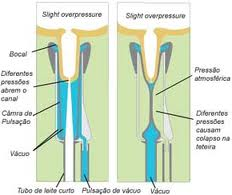 Slight overpressure
Slight overpressure
Bocal
Diferentes
pressões
abrem o
canal
Câmra de
Pulsação
Vácuo
Pressão
atmosférica
Diferentes
pressões
causam
colapso na
teteira
Tubo de leite curto
Pulsação de vácuo
Vácuo